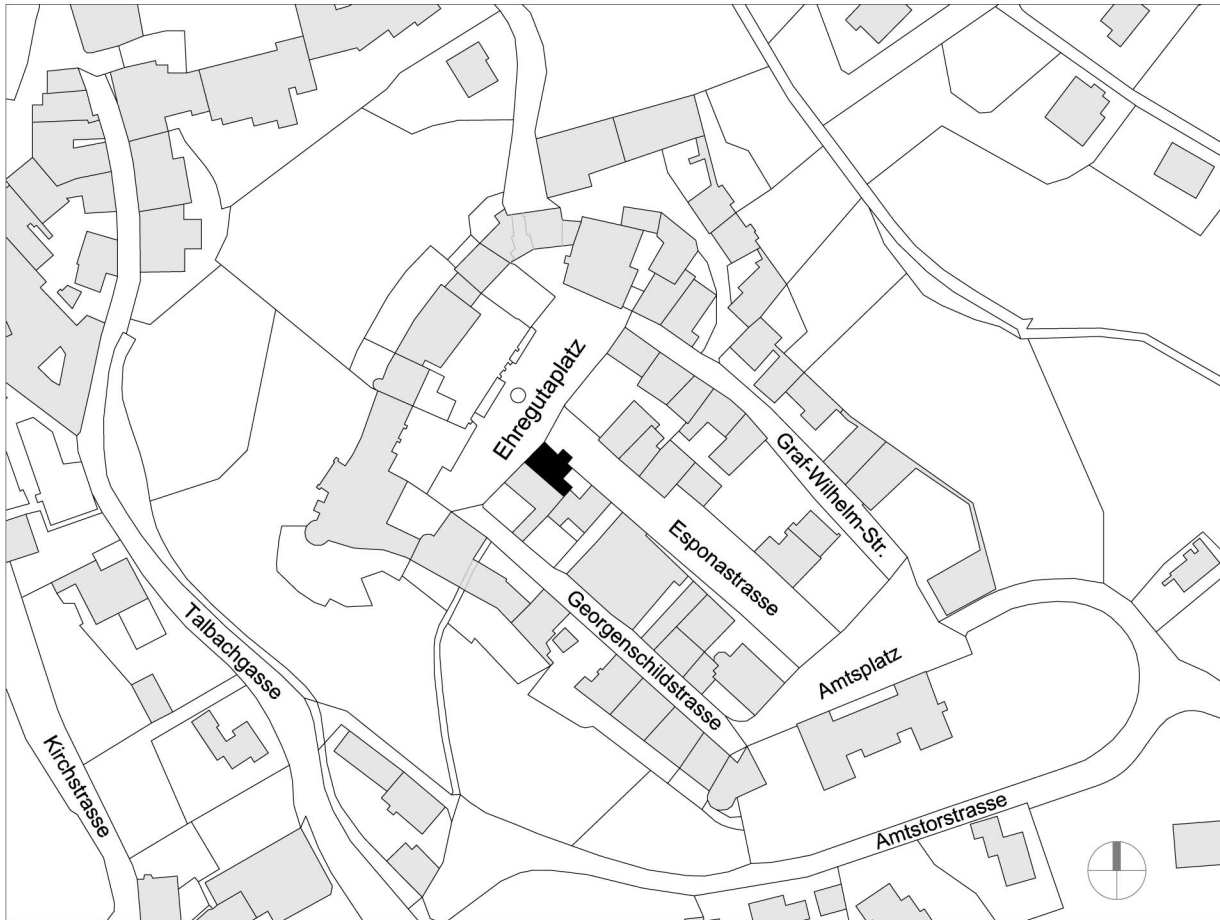 Ehregutaplatz
Graf-Wilhelm-Str.
Esponastrasse
Georgenschildstrasse
Talbachgasse
Amtsplatz
Kirchstrasse
Amtstorstrasse